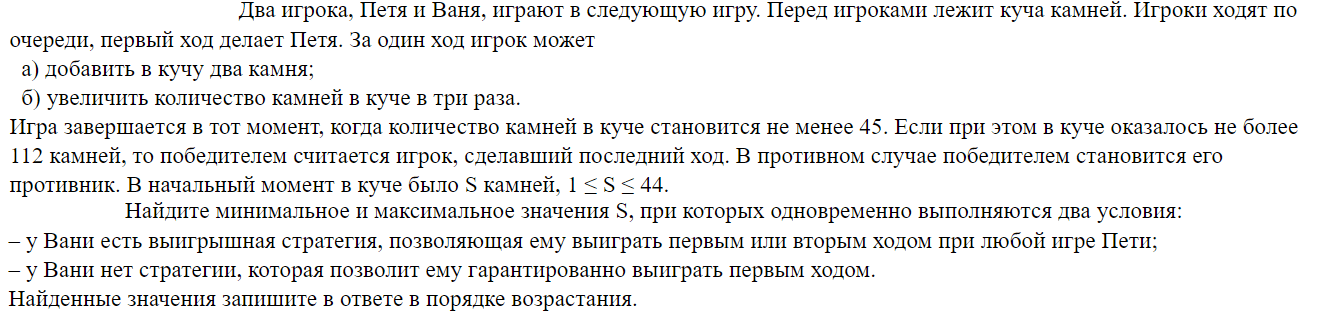 Два игрока, Петя и Ваня, играют в следующую игру. Перед игроками лежит куча камней. Игроки ходят по
очереди, первый ход делает Петя. За один ход игрок может
а) добавить в кучу два камня;
б) увеличить количество камней в куче в три раза.
Игра завершается в тот момент, когда количество камней в куче становится не менее 45. Если при этом в куче оказалось не более
112 камней, то победителем считается игрок, сделавший последний ход. В противном случае победителем становится его
противник. В начальный момент в куче было S камней, 1 ≤ S ≤ 44.
Найдите минимальное и максимальное значения S, при которых одновременно выполняются два условия:
– у Вани есть выигрышная стратегия, позволяющая ему выиграть первым или вторым ходом при любой игре Пети;
– у Вани нет стратегии, которая позволит ему гарантированно выиграть первым ходом.
Найденные значения запишите в ответе в порядке возрастания.